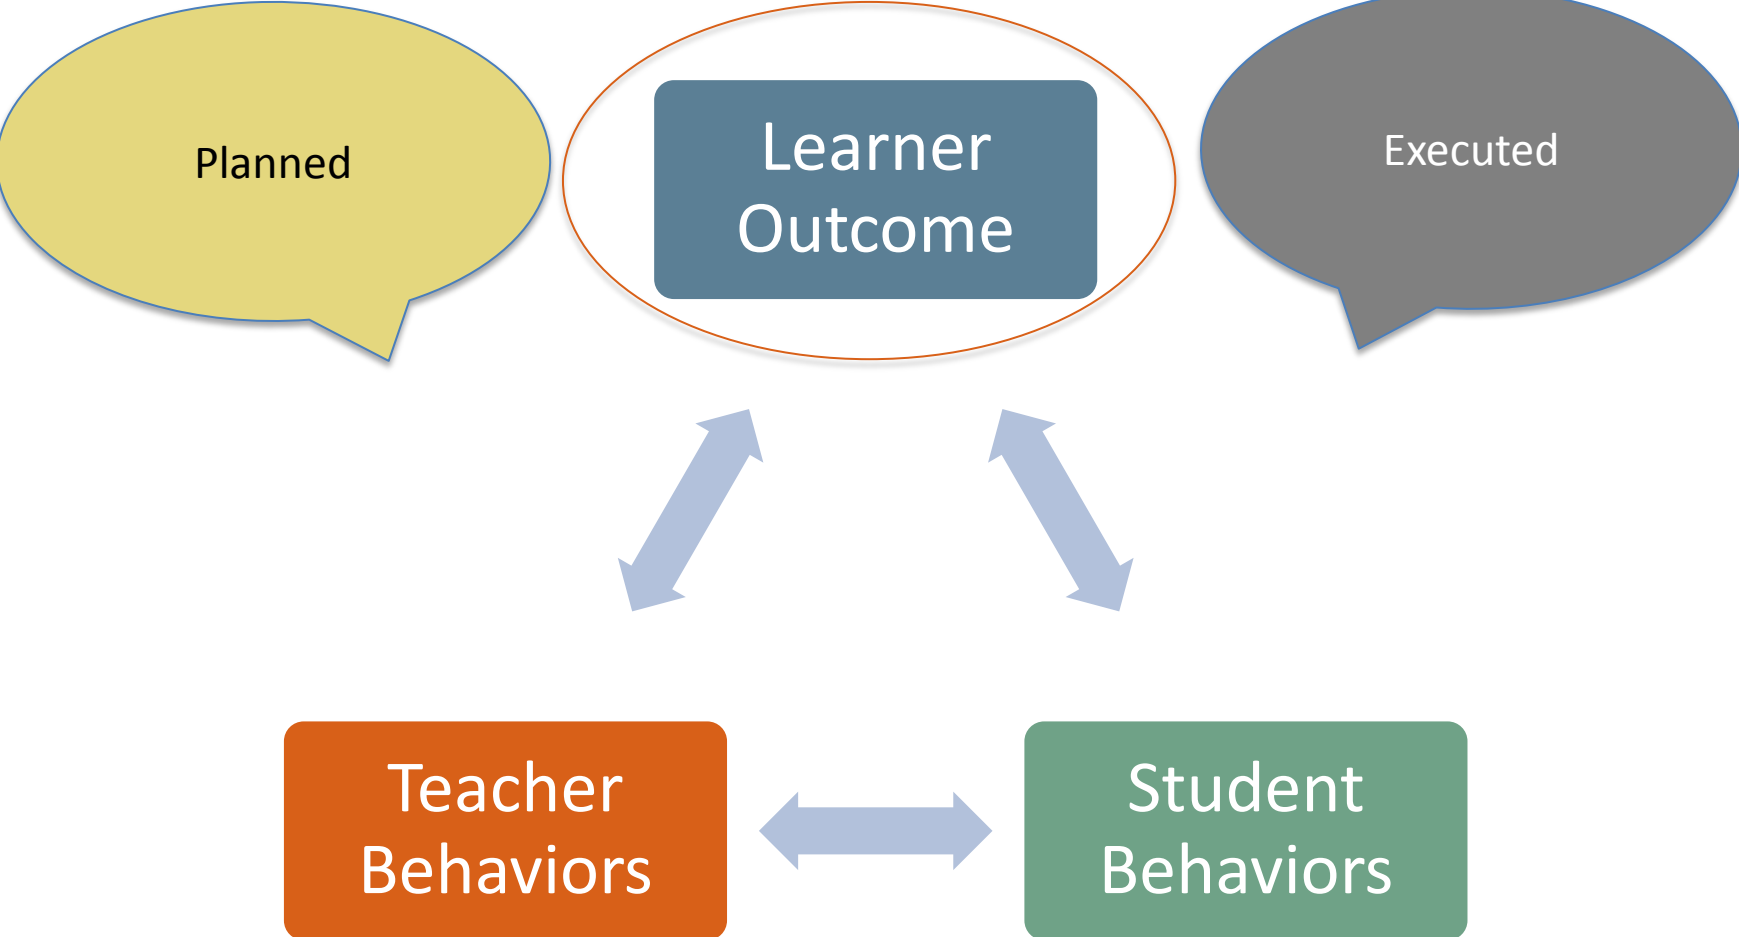 Planned
Learner
Outcome
Executed
Teacher
Behaviors
Student
Behaviors